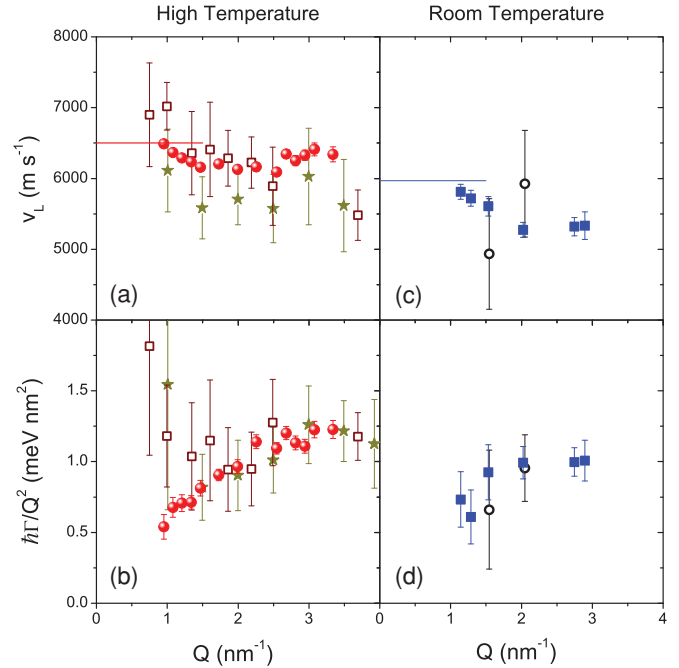 High Temperature
Room Temperature
8000
7000
6000
5000
4000
v_L (m s⁻¹)
(a)
(c)
1.5
1.0
0.5
0.0
ħΓ/Q² (meV nm²)
(b)
(d)
0 1 2 3 0 1 2 3 4
Q (nm⁻¹)
Q (nm⁻¹)